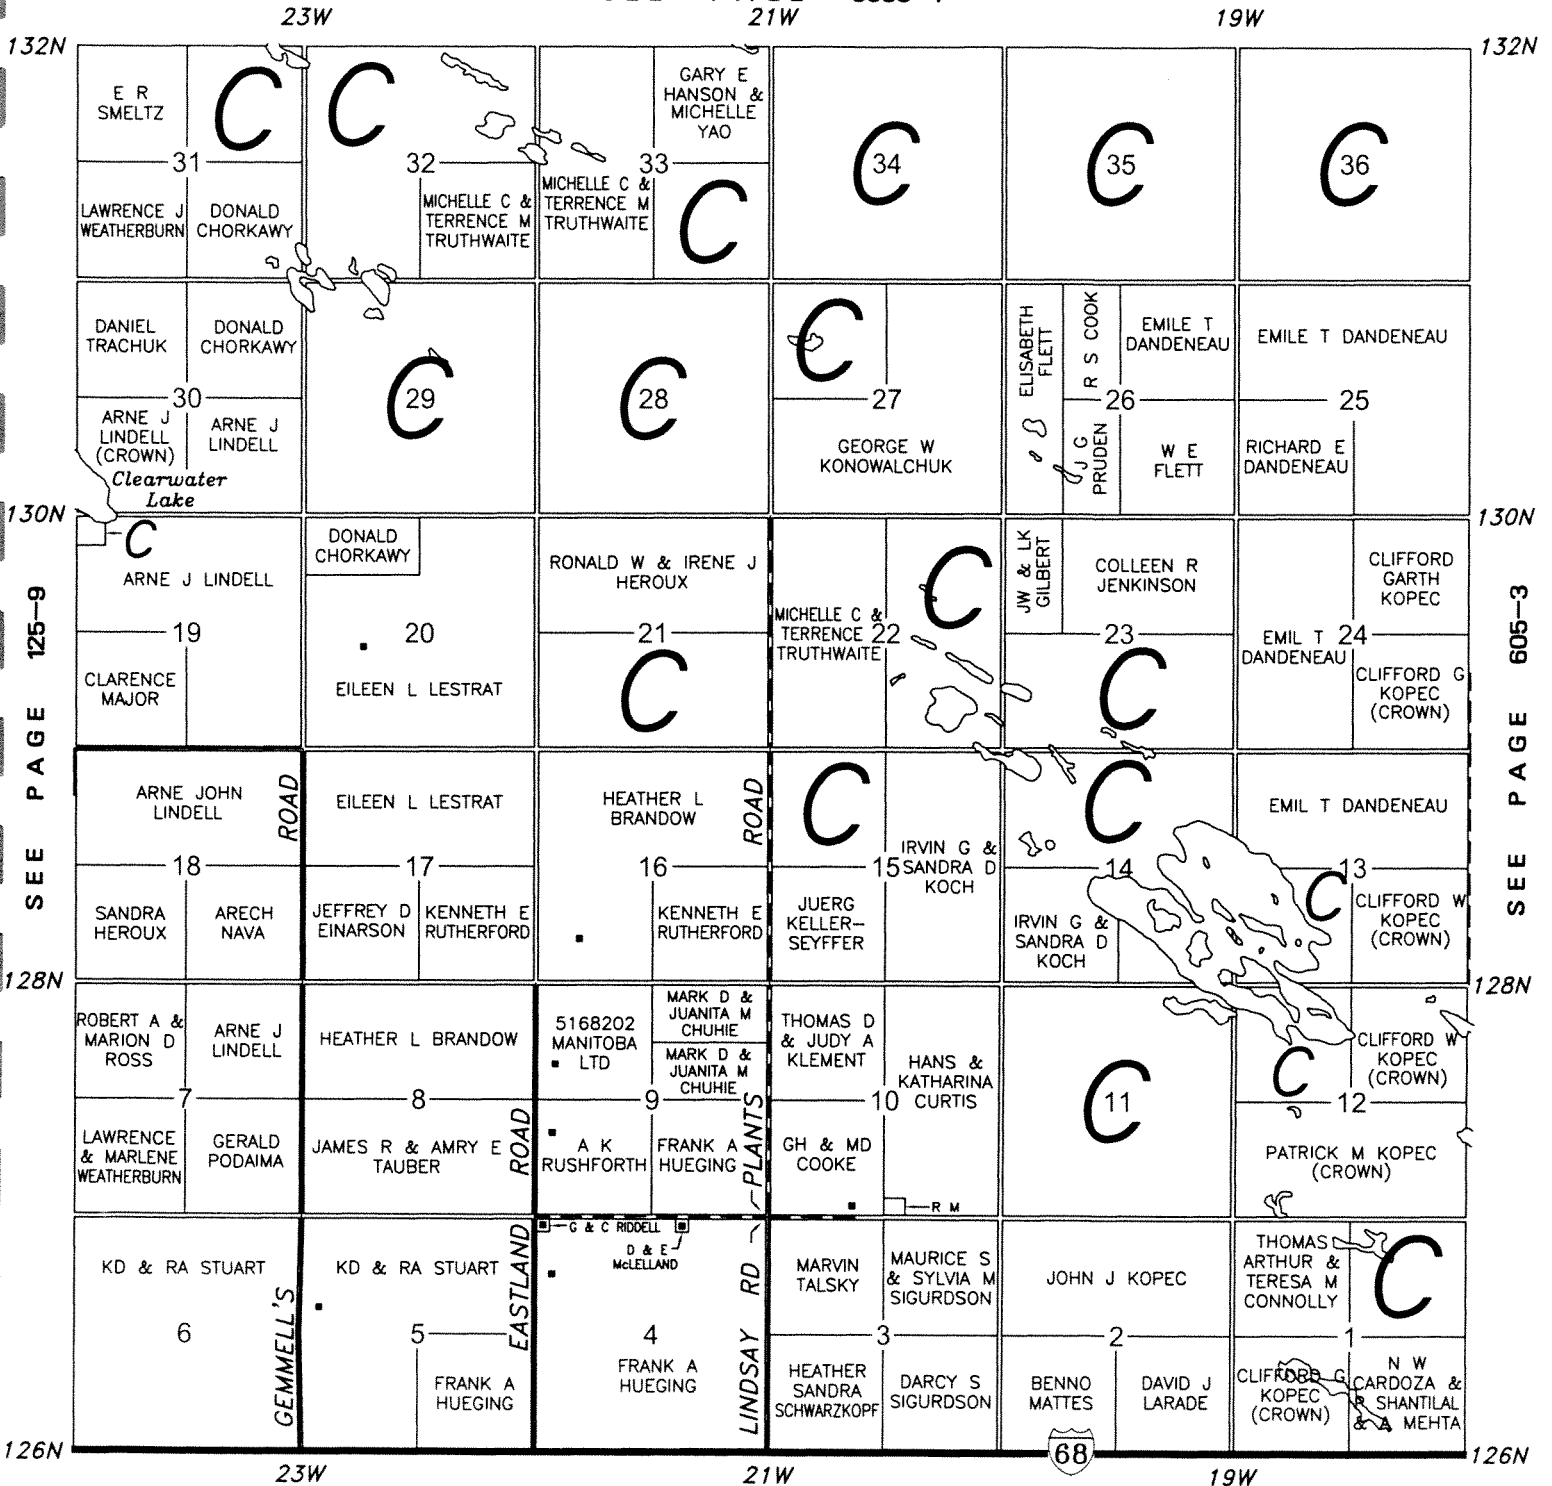 23W 21W 19W
132N 132N
E R
SMELTZ
C
C
GARY E
HANSON &
MICHELLE
YAO
31
32
33
34
C
35
C
36
C
LAWRENCE J
WEATHERBURN
DONALD
CHORKAWY
MICHELLE C &
TERRENCE M
TRUTHWAITE
MICHELLE C &
TERRENCE M
TRUTHWAITE
C
DANIEL
TRACHUK
DONALD
CHORKAWY
30
ARNE J
LINDELL
(CROWN)
ARNE J
LINDELL
Clearwater
Lake
29
C
28
C
C
27
GEORGE W
KONOWALCHUK
ELISABETH
FLETT
R S COOK
EMILE T
DANDENEAU
26
J G
PRUDEN
W E
FLETT
EMILE T DANDENEAU
25
RICHARD E
DANDENEAU
130N 130N
C
ARNE J LINDELL
19
CLARENCE
MAJOR
DONALD
CHORKAWY
20
EILEEN L LESTRAT
RONALD W & IRENE J
HEROUX
21
C
MICHELLE C &
TERRENCE
TRUTHWAITE
22
C
JW & LK
GILBERT
COLLEEN R
JENKINSON
23
C
CLIFFORD
GARTH
KOPEC
24
EMIL T
DANDENEAU
CLIFFORD G
KOPEC
(CROWN)
SEE PAGE 125-9
SEE PAGE 605-3
ARNE JOHN
LINDELL
ROAD
18
SANDRA
HEROUX
ARECH
NAVA
EILEEN L LESTRAT
17
JEFFREY D
EINARSON
KENNETH E
RUTHERFORD
HEATHER L
BRANDOW
ROAD
16
KENNETH E
RUTHERFORD
C
15
IRVIN G &
SANDRA D
KOCH
JUERG
KELLER-
SEYFFER
C
14
IRVIN G &
SANDRA D
KOCH
EMIL T DANDENEAU
13
C
CLIFFORD W
KOPEC
(CROWN)
128N 128N
ROBERT A &
MARION D
ROSS
ARNE J
LINDELL
7
LAWRENCE
& MARLENE
WEATHERBURN
GERALD
PODAIMA
HEATHER L BRANDOW
8
JAMES R & AMRY E
TAUBER
ROAD
5168202
MANITOBA
LTD
MARK D &
JUANITA M
CHUHIE
MARK D &
JUANITA M
CHUHIE
9
A K
RUSHFORTH
FRANK A
HUEGING
PLANTS
THOMAS D
& JUDY A
KLEMENT
HANS &
KATHARINA
CURTIS
10
GH & MD
COOKE
R M
11
C
CLIFFORD W
KOPEC
(CROWN)
C
12
PATRICK M KOPEC
(CROWN)
KD & RA STUART
6
GEMMELL'S
KD & RA STUART
5
FRANK A
HUEGING
EASTLAND
G & C RIDDELL
D & E
McLELLAND
4
FRANK A
HUEGING
LINDSAY RD
MARVIN
TALSKY
MAURICE S
& SYLVIA M
SIGURDSON
3
HEATHER
SANDRA
SCHWARZKOPF
DARCY S
SIGURDSON
JOHN J KOPEC
2
BENNO
MATTES
DAVID J
LARADE
THOMAS
ARTHUR &
TERESA M
CONNOLLY
C
1
CLIFFORD G
KOPEC
(CROWN)
N W
CARDOZA &
P SHANTILAL
& A MEHTA
126N 68 126N
23W 21W 19W